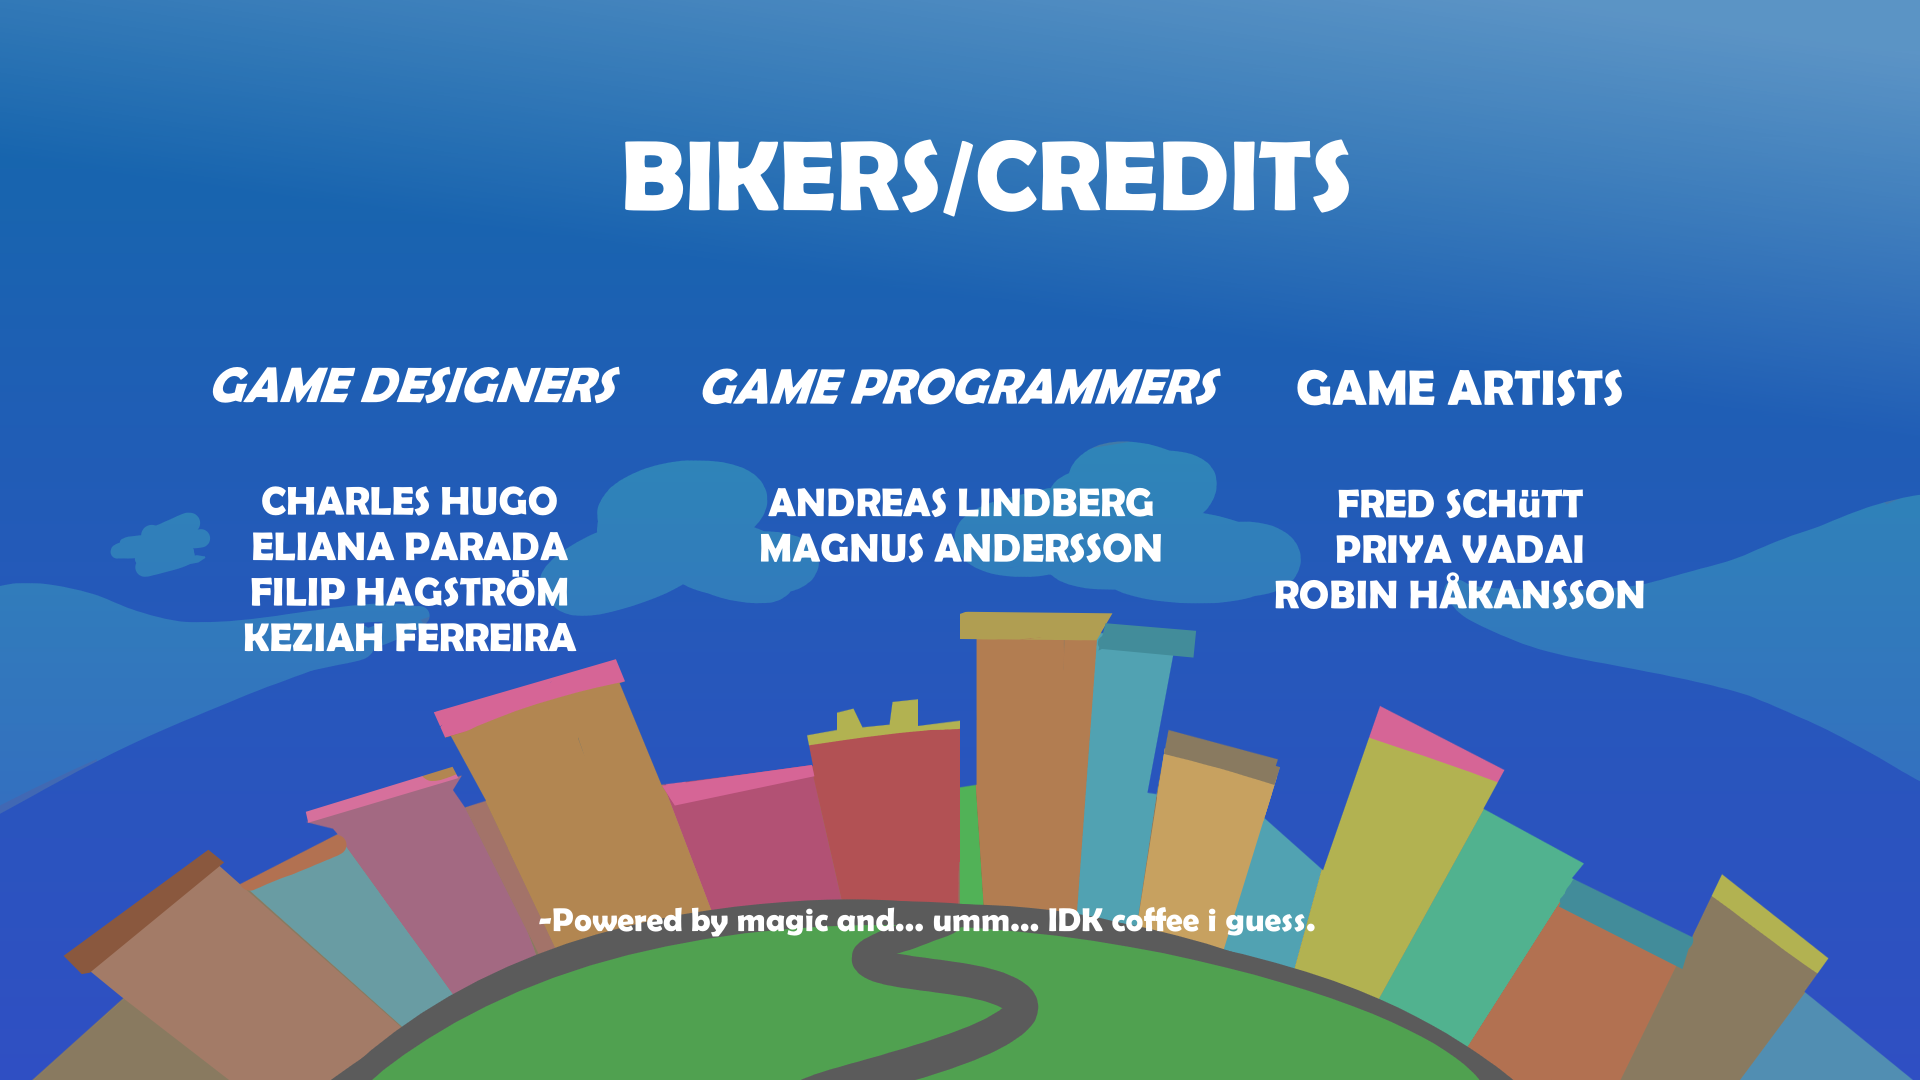 BIKERS/CREDITS
GAME DESIGNERS
CHARLES HUGO
ELIANA PARADA
FILIP HAGSTRÖM
KEZIAH FERREIRA
GAME PROGRAMMERS
ANDREAS LINDBERG
MAGNUS ANDERSSON
GAME ARTISTS
FRED SCHüTT
PRIYA VADAI
ROBIN HÅKANSSON
-Powered by magic and... umm... IDK coffee i guess.